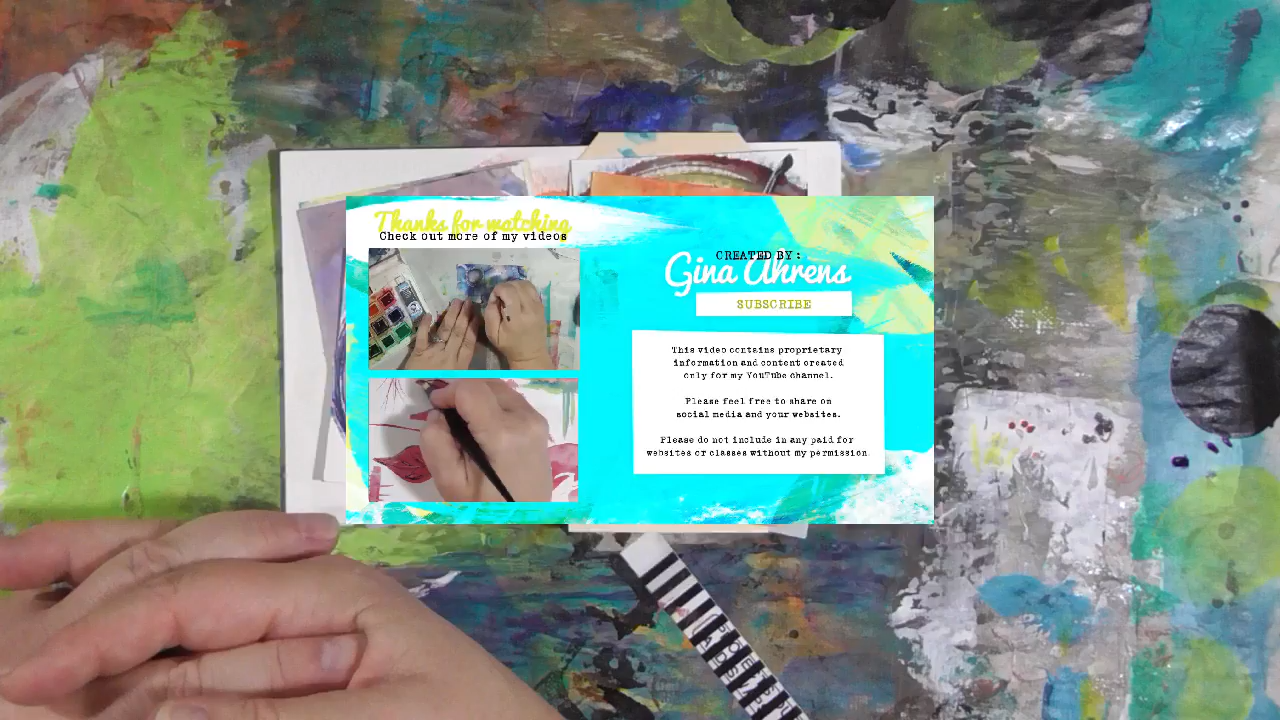 Thanks for watching
Check out more of my videos
CREATED BY:
Gina Ahrens
SUBSCRIBE
This video contains proprietary
information and content created
only for my YouTube channel.
Please feel free to share on
social media and your websites.
Please do not include in any paid for
websites or classes without my permission.